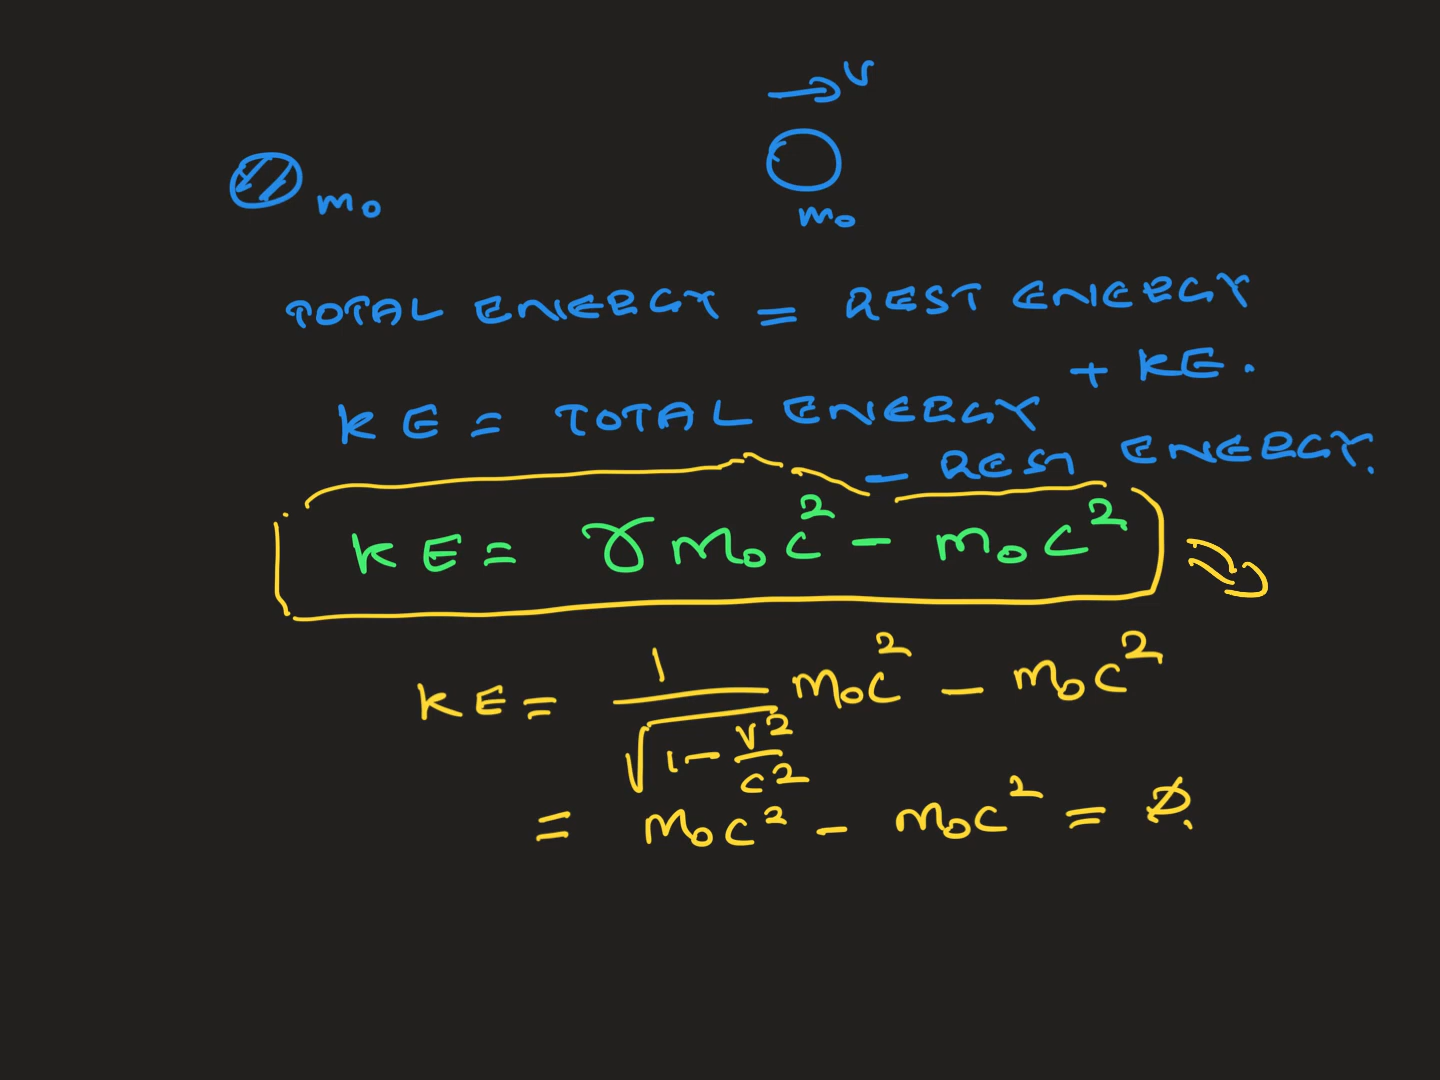 v
m₀
m₀
TOTAL ENERGY = REST ENERGY
+ KE.
KE = TOTAL ENERGY
- REST ENERGY.
KE = γm₀c² - m₀c²
KE = 1/√(1 - v²/c²) m₀c² - m₀c²
= m₀c² - m₀c² = 0.